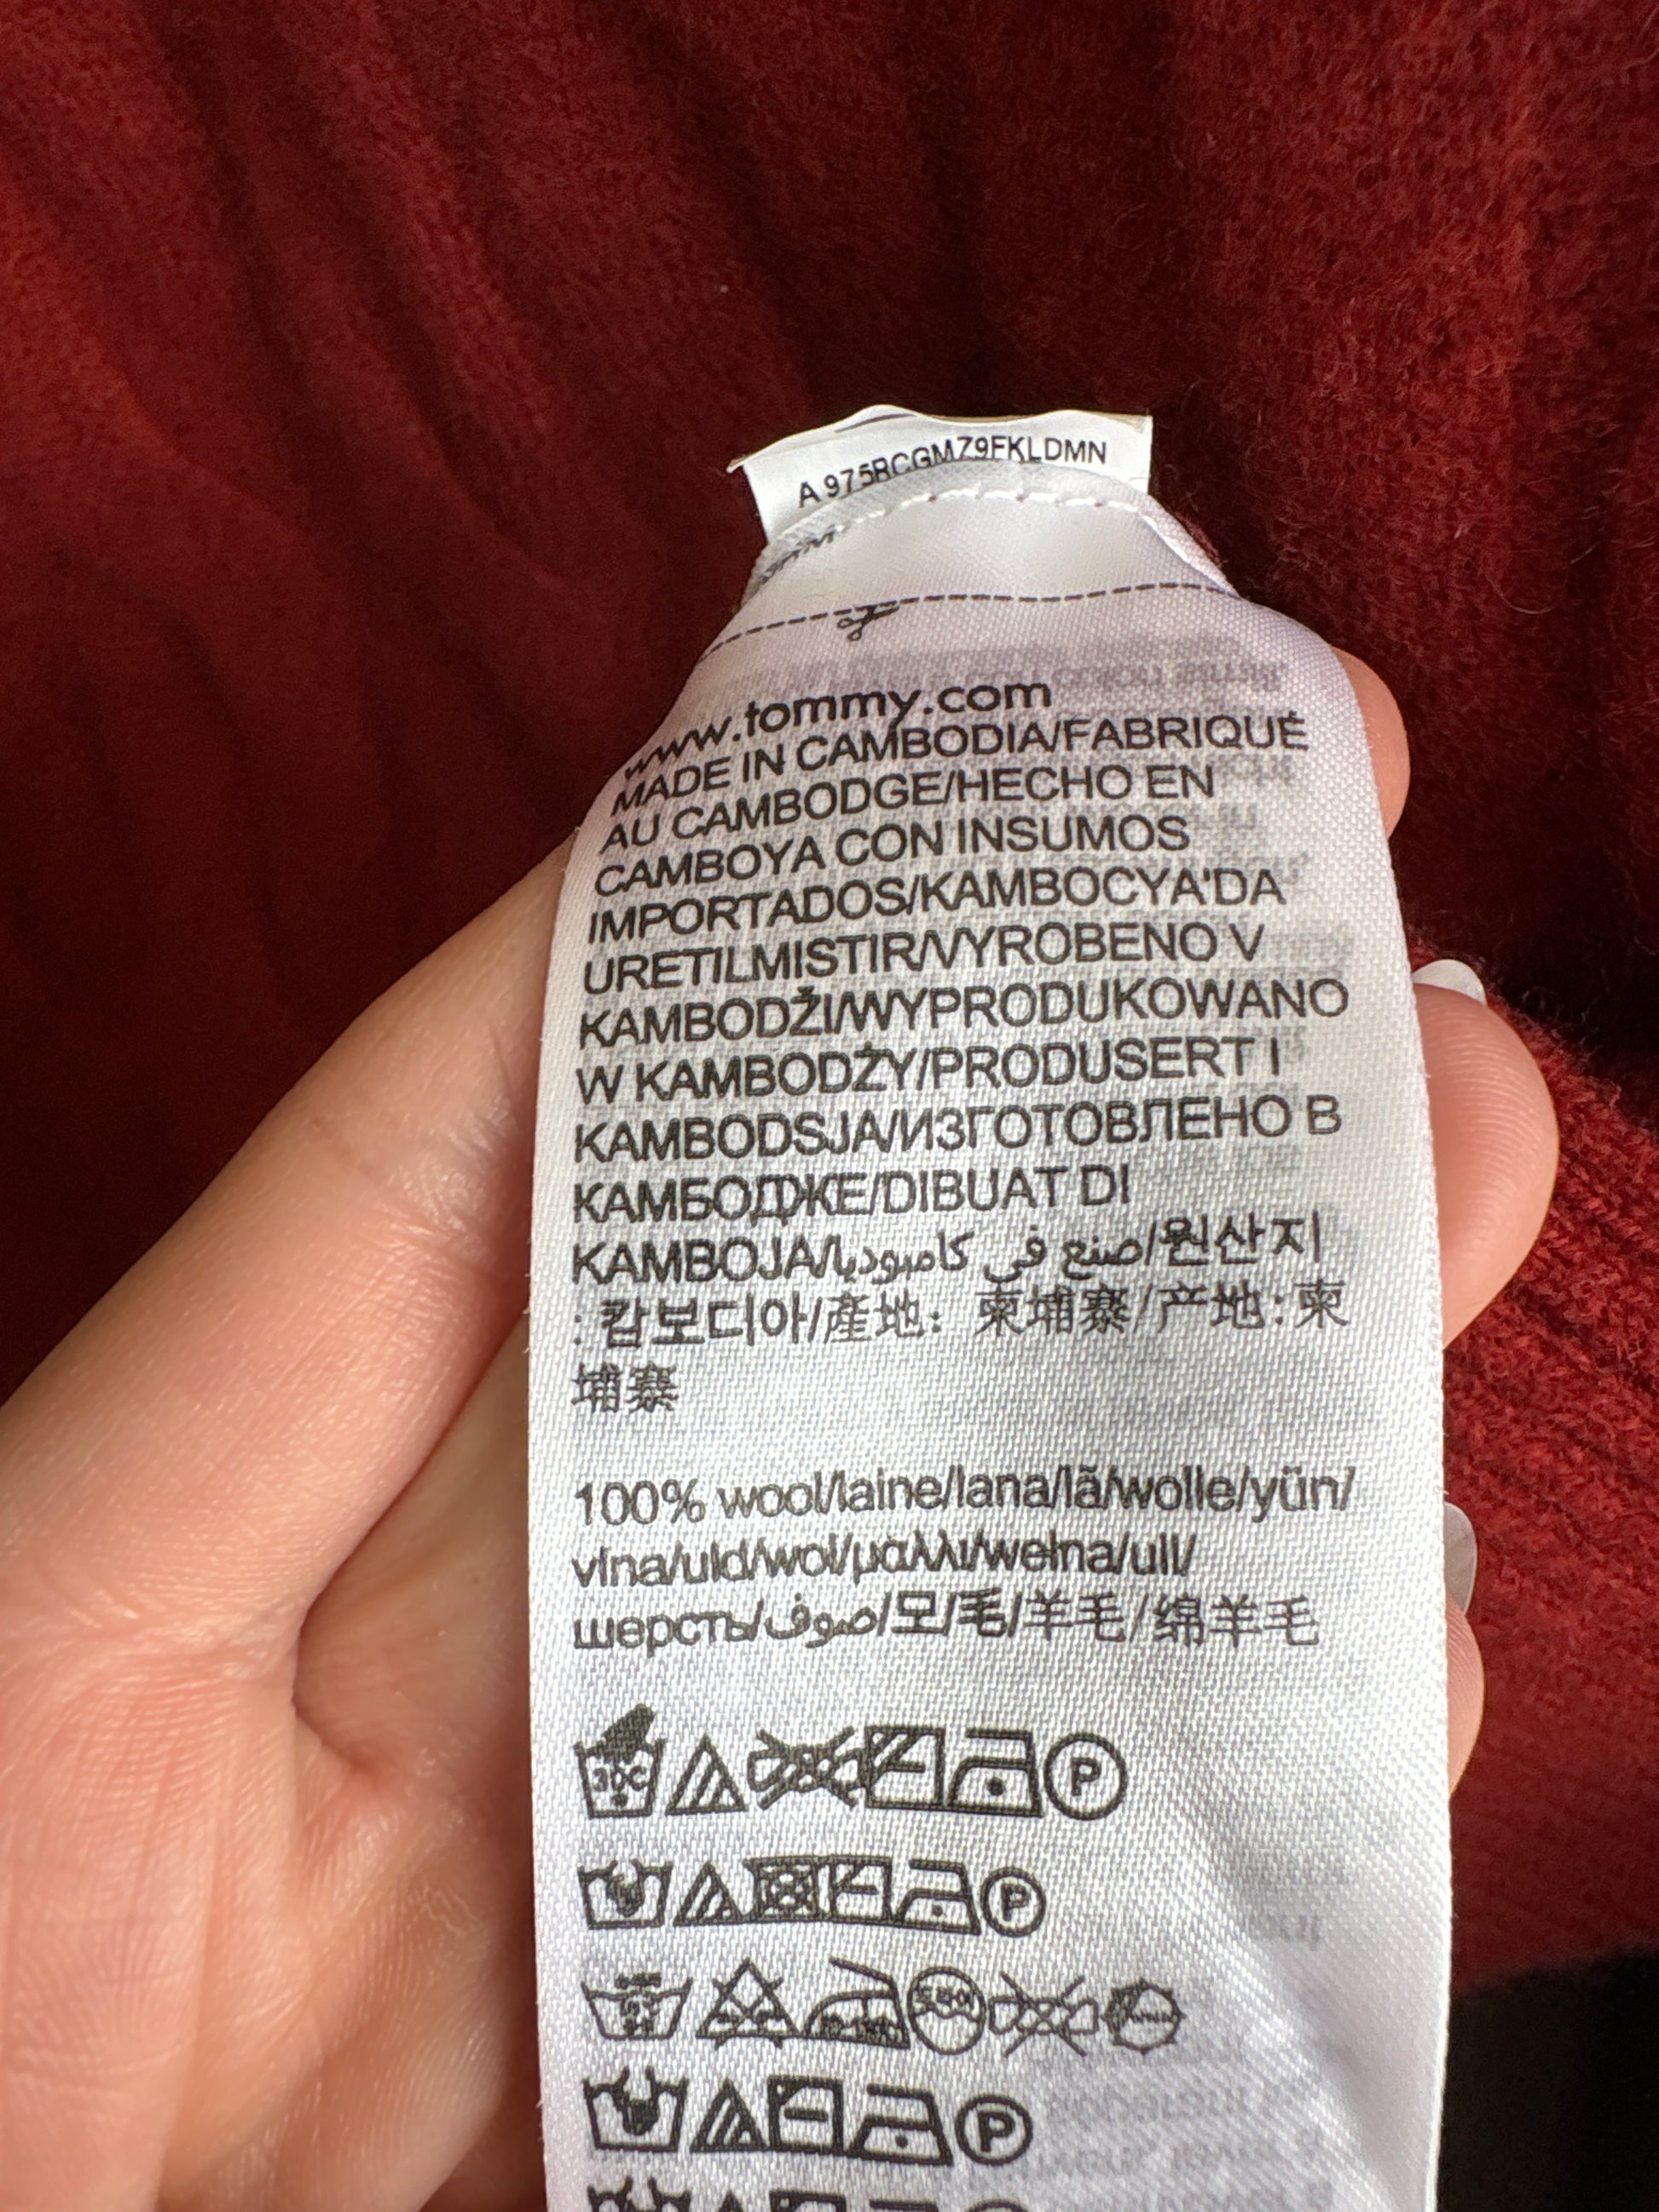 A 975BCGMZ9FKLDMN
www.tommy.com
MADE IN CAMBODIA/FABRIQUÉ
AU CAMBODGE/HECHO EN
CAMBOYA CON INSUMOS
IMPORTADOS/KAMBOCYA'DA
URETILMISTIR/VYROBENO V
KAMBODŽI/WYPRODUKOWANO
W KAMBODŻY/PRODUSERT I
KAMBODSJA/ИЗГОТОВЛЕНО В
КАМБОДЖЕ/DIBUAT DI
KAMBOJA/صنع في كامبوديا/원산지
: 캄보디아/產地: 柬埔寨/产地: 柬
埔寨
100% wool/laine/lana/lã/wolle/yün/
vlna/uld/wol/μαλλι/wełna/ull/
шерсть/صوف/모/毛/羊毛/绵羊毛
30C
P
P
P